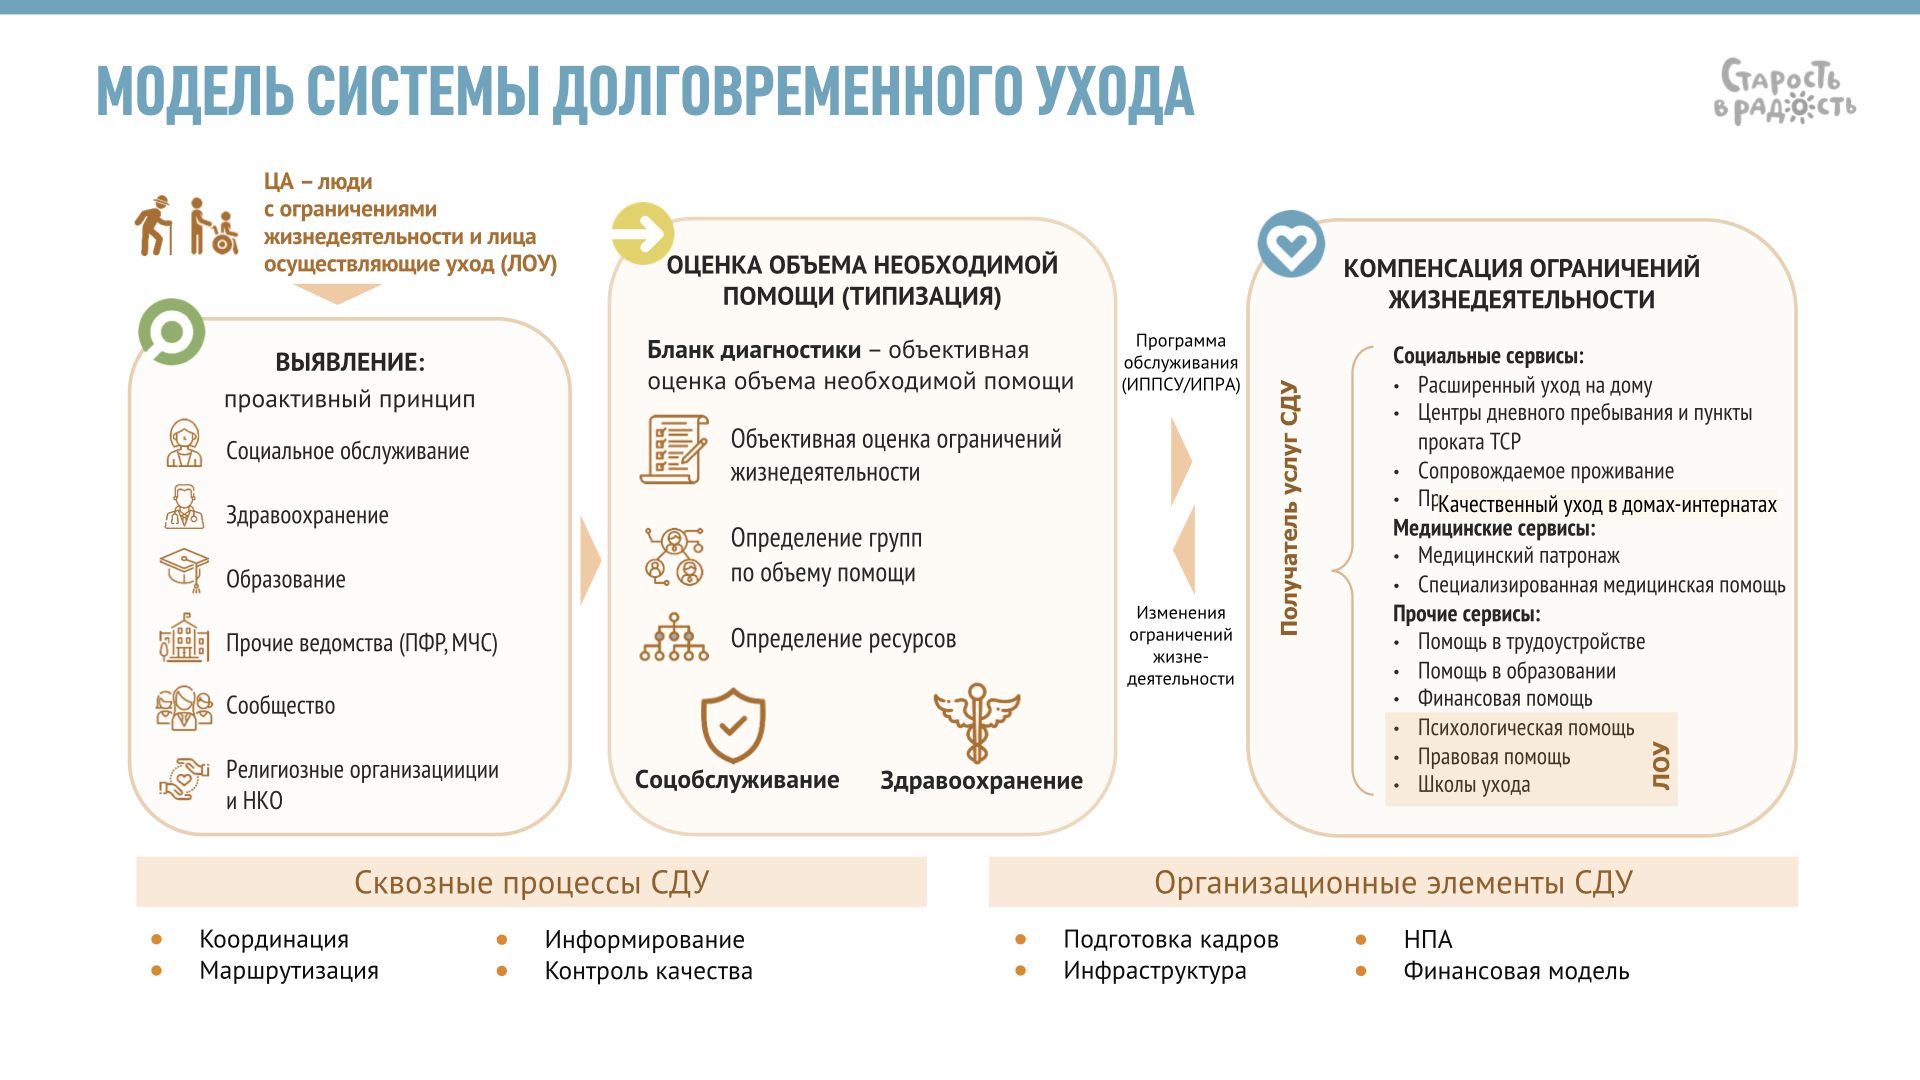 МОДЕЛЬ СИСТЕМЫ ДОЛГОВРЕМЕННОГО УХОДА
Старость
в радость
ЦА – люди
с ограничениями
жизнедеятельности и лица
осуществляющие уход (ЛОУ)
ВЫЯВЛЕНИЕ:
проактивный принцип
Социальное обслуживание
Здравоохранение
Образование
Прочие ведомства (ПФР, МЧС)
Сообщество
Религиозные организациициии
и НКО
ОЦЕНКА ОБЪЕМА НЕОБХОДИМОЙ
ПОМОЩИ (ТИПИЗАЦИЯ)
Бланк диагностики – объективная
оценка объема необходимой помощи
Объективная оценка ограничений
жизнедеятельности
Определение групп
по объему помощи
Определение ресурсов
Соцобслуживание
Здравоохранение
Программа
обслуживания
(ИППСУ/ИПРА)
Изменения
ограничений
жизне-
деятельности
КОМПЕНСАЦИЯ ОГРАНИЧЕНИЙ
ЖИЗНЕДЕЯТЕЛЬНОСТИ
Получатель услуг СДУ
Социальные сервисы:
• Расширенный уход на дому
• Центры дневного пребывания и пункты
проката ТСР
• Сопровождаемое проживание
• Качественный уход в домах-интернатах
Медицинские сервисы:
• Медицинский патронаж
• Специализированная медицинская помощь
Прочие сервисы:
• Помощь в трудоустройстве
• Помощь в образовании
• Финансовая помощь
• Психологическая помощь
• Правовая помощь
• Школы ухода
ЛОУ
Сквозные процессы СДУ
• Координация
• Маршрутизация
• Информирование
• Контроль качества
Организационные элементы СДУ
• Подготовка кадров
• Инфраструктура
• НПА
• Финансовая модель